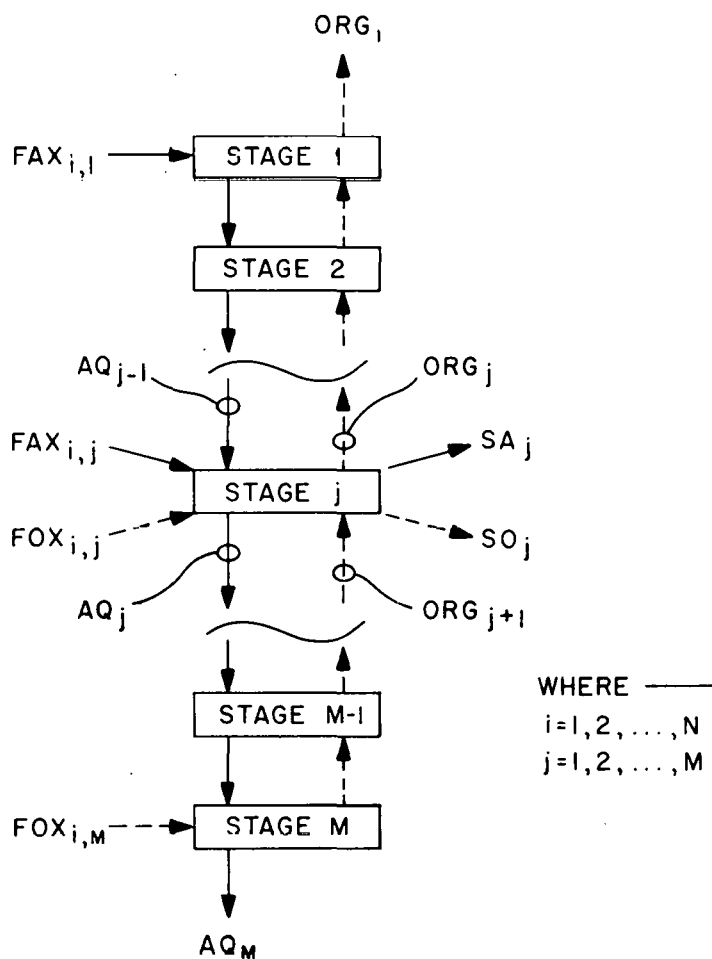 ORG₁
FAXᵢ,₁
STAGE 1
STAGE 2
AQⱼ₋₁
ORGⱼ
FAXᵢ,ⱼ
SAⱼ
STAGE j
FOXᵢ,ⱼ
SOⱼ
AQⱼ
ORGⱼ₊₁
WHERE
STAGE M-1
i=1,2,...,N
j=1,2,...,M
FOXᵢ,M
STAGE M
AQM